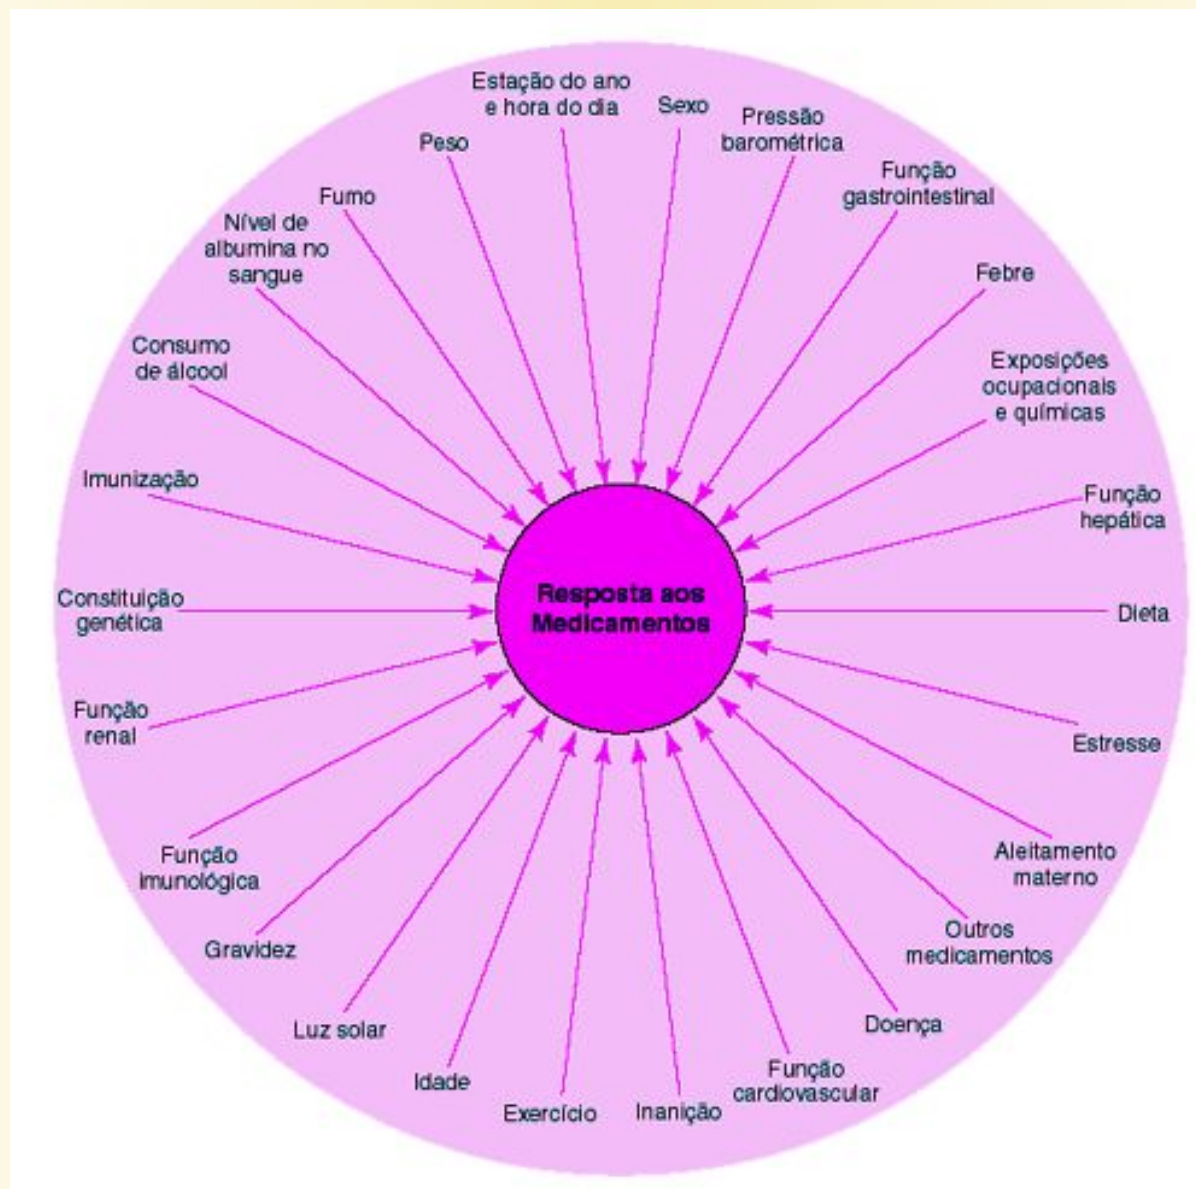 Estação do ano
e hora do dia
Sexo
Pressão
barométrica
Função
gastrointestinal
Febre
Exposições
ocupacionais
e químicas
Função
hepática
Dieta
Estresse
Aleitamento
materno
Outros
medicamentos
Doença
Função
cardiovascular
Inanição
Exercício
Idade
Luz solar
Gravidez
Função
imunológica
Função
renal
Constituição
genética
Imunização
Consumo
de álcool
Nível de
albumina no
sangue
Fumo
Peso
Resposta aos
Medicamentos